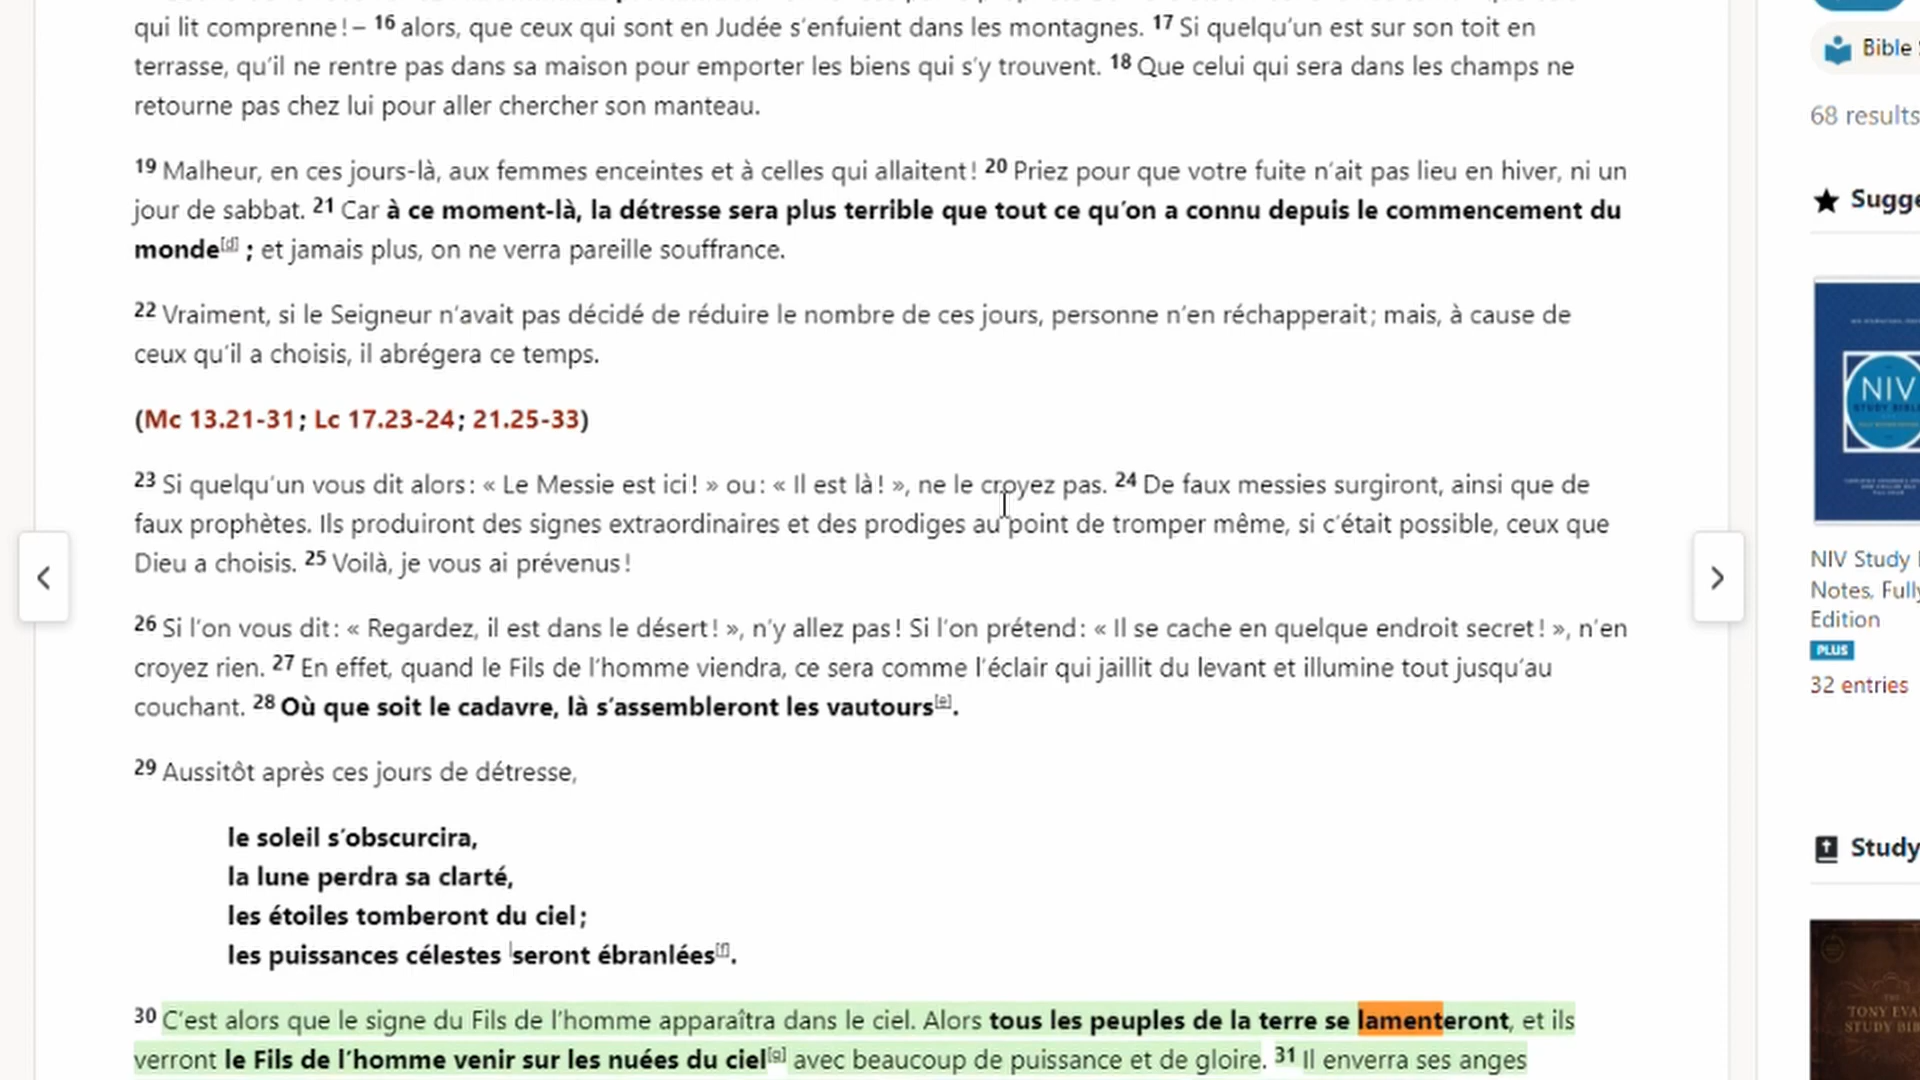 qui lit comprenne ! – 16 alors, que ceux qui sont en Judée s'enfuient dans les montagnes. 17 Si quelqu'un est sur son toit en
terrasse, qu'il ne rentre pas dans sa maison pour emporter les biens qui s'y trouvent. 18 Que celui qui sera dans les champs ne
retourne pas chez lui pour aller chercher son manteau.
19 Malheur, en ces jours-là, aux femmes enceintes et à celles qui allaitent ! 20 Priez pour que votre fuite n'ait pas lieu en hiver, ni un
jour de sabbat. 21 Car à ce moment-là, la détresse sera plus terrible que tout ce qu'on a connu depuis le commencement du
monde[d] ; et jamais plus, on ne verra pareille souffrance.
22 Vraiment, si le Seigneur n'avait pas décidé de réduire le nombre de ces jours, personne n'en réchapperait ; mais, à cause de
ceux qu'il a choisis, il abrégera ce temps.
(Mc 13.21-31 ; Lc 17.23-24 ; 21.25-33)
23 Si quelqu'un vous dit alors : « Le Messie est ici ! » ou : « Il est là ! », ne le croyez pas. 24 De faux messies surgiront, ainsi que de
faux prophètes. Ils produiront des signes extraordinaires et des prodiges au point de tromper même, si c'était possible, ceux que
Dieu a choisis. 25 Voilà, je vous ai prévenus !
26 Si l'on vous dit : « Regardez, il est dans le désert ! », n'y allez pas ! Si l'on prétend : « Il se cache en quelque endroit secret ! », n'en
croyez rien. 27 En effet, quand le Fils de l'homme viendra, ce sera comme l'éclair qui jaillit du levant et illumine tout jusqu'au
couchant. 28 Où que soit le cadavre, là s'assembleront les vautours[e].
29 Aussitôt après ces jours de détresse,
le soleil s'obscurcira,
la lune perdra sa clarté,
les étoiles tomberont du ciel ;
les puissances célestes seront ébranlées[f].
30 C'est alors que le signe du Fils de l'homme apparaîtra dans le ciel. Alors tous les peuples de la terre se lamenteront, et ils
verront le Fils de l'homme venir sur les nuées du ciel[g] avec beaucoup de puissance et de gloire. 31 Il enverra ses anges
Bible
68 results
Sugge
NIV
STUDY BIBLE
NIV Study
Notes, Fully
Edition
PLUS
32 entries
Study
THE
TONY EVA
STUDY BIB